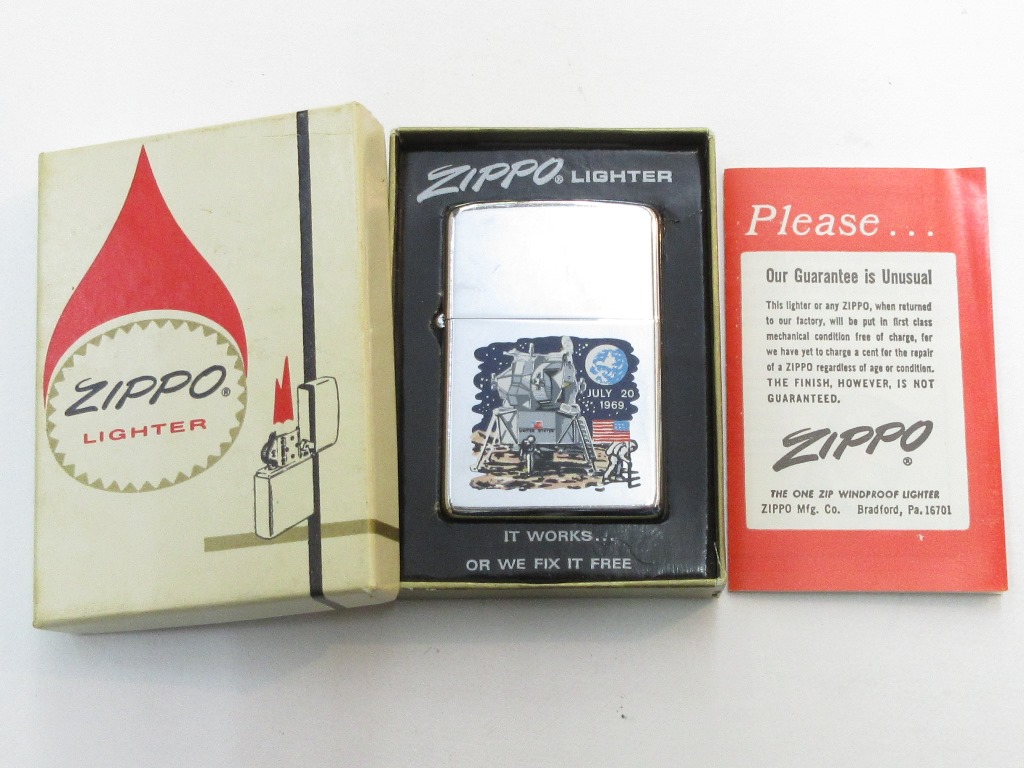 ZIPPO®
LIGHTER
ZIPPO® LIGHTER
JULY 20
1969
UNITED STATES
IT WORKS...
OR WE FIX IT FREE
Please...
Our Guarantee is Unusual
This lighter or any ZIPPO, when returned
to our factory, will be put in first class
mechanical condition free of charge, for
we have yet to charge a cent for the repair
of a ZIPPO regardless of age or condition.
THE FINISH, HOWEVER, IS NOT
GUARANTEED.
ZIPPO®
THE ONE ZIP WINDPROOF LIGHTER
ZIPPO Mfg. Co. Bradford, Pa. 16701